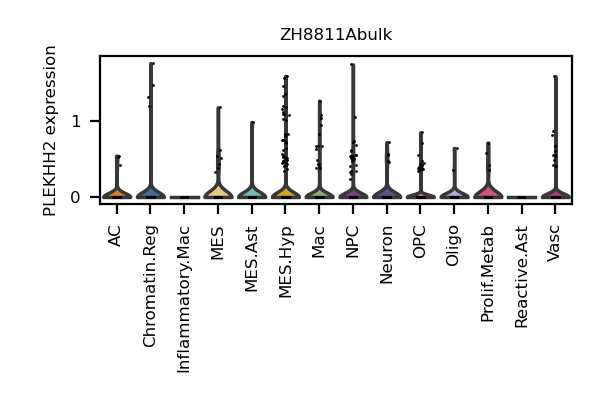 ZH8811Abulk
PLEKHH2 expression
1
0
AC
Chromatin.Reg
Inflammatory.Mac
MES
MES.Ast
MES.Hyp
Mac
NPC
Neuron
OPC
Oligo
Prolif.Metab
Reactive.Ast
Vasc